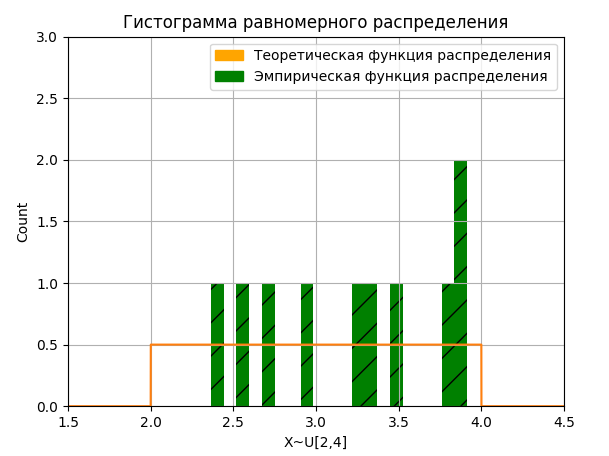 Гистограмма равномерного распределения
Теоретическая функция распределения
Эмпирическая функция распределения
3.0
2.5
2.0
1.5
1.0
0.5
0.0
Count
1.5 2.0 2.5 3.0 3.5 4.0 4.5
X~U[2,4]